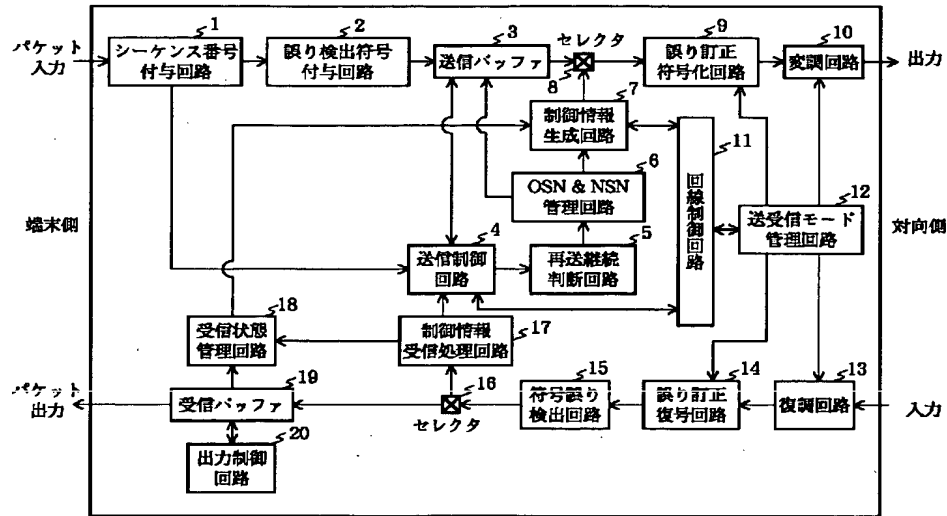 1
2
3
9
10
パケット
入力
シーケンス番号
付与回路
誤り検出符号
付与回路
送信バッファ
セレクタ
8
誤り訂正
符号化回路
変調回路
出力
7
制御情報
生成回路
11
回線制御回路
6
OSN & NSN
管理回路
12
送受信モード
管理回路
端末側
対向側
4
送信制御
回路
5
再送継続
判断回路
18
受信状態
管理回路
17
制御情報
受信処理回路
19
受信バッファ
パケット
出力
16
セレクタ
15
符号誤り
検出回路
14
誤り訂正
復号回路
13
復調回路
入力
20
出力制御
回路